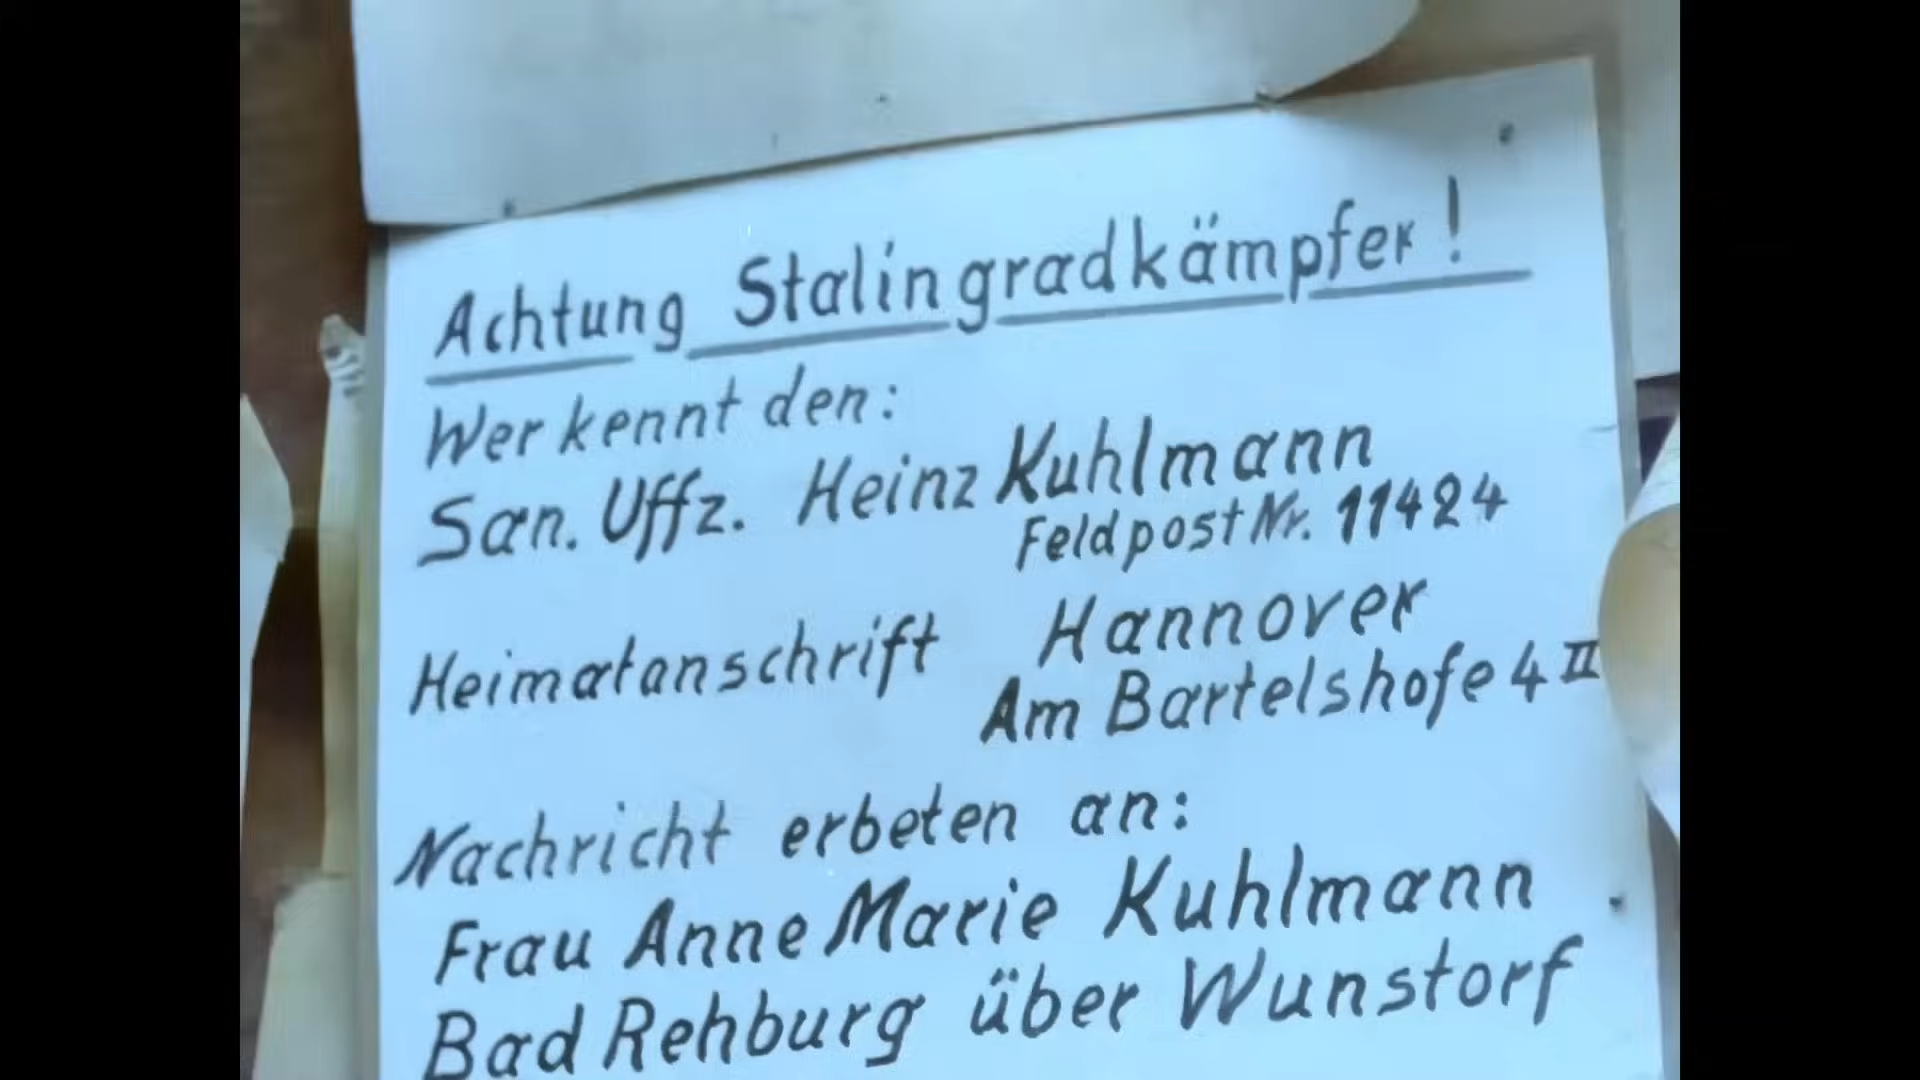 Achtung Stalingradkämpfer!
Wer kennt den:
San. Uffz. Heinz Kuhlmann
Feldpost Nr. 11424
Heimatanschrift Hannover
Am Bartelshofe 4 II
Nachricht erbeten an:
Frau Anne Marie Kuhlmann
Bad Rehburg über Wunstorf